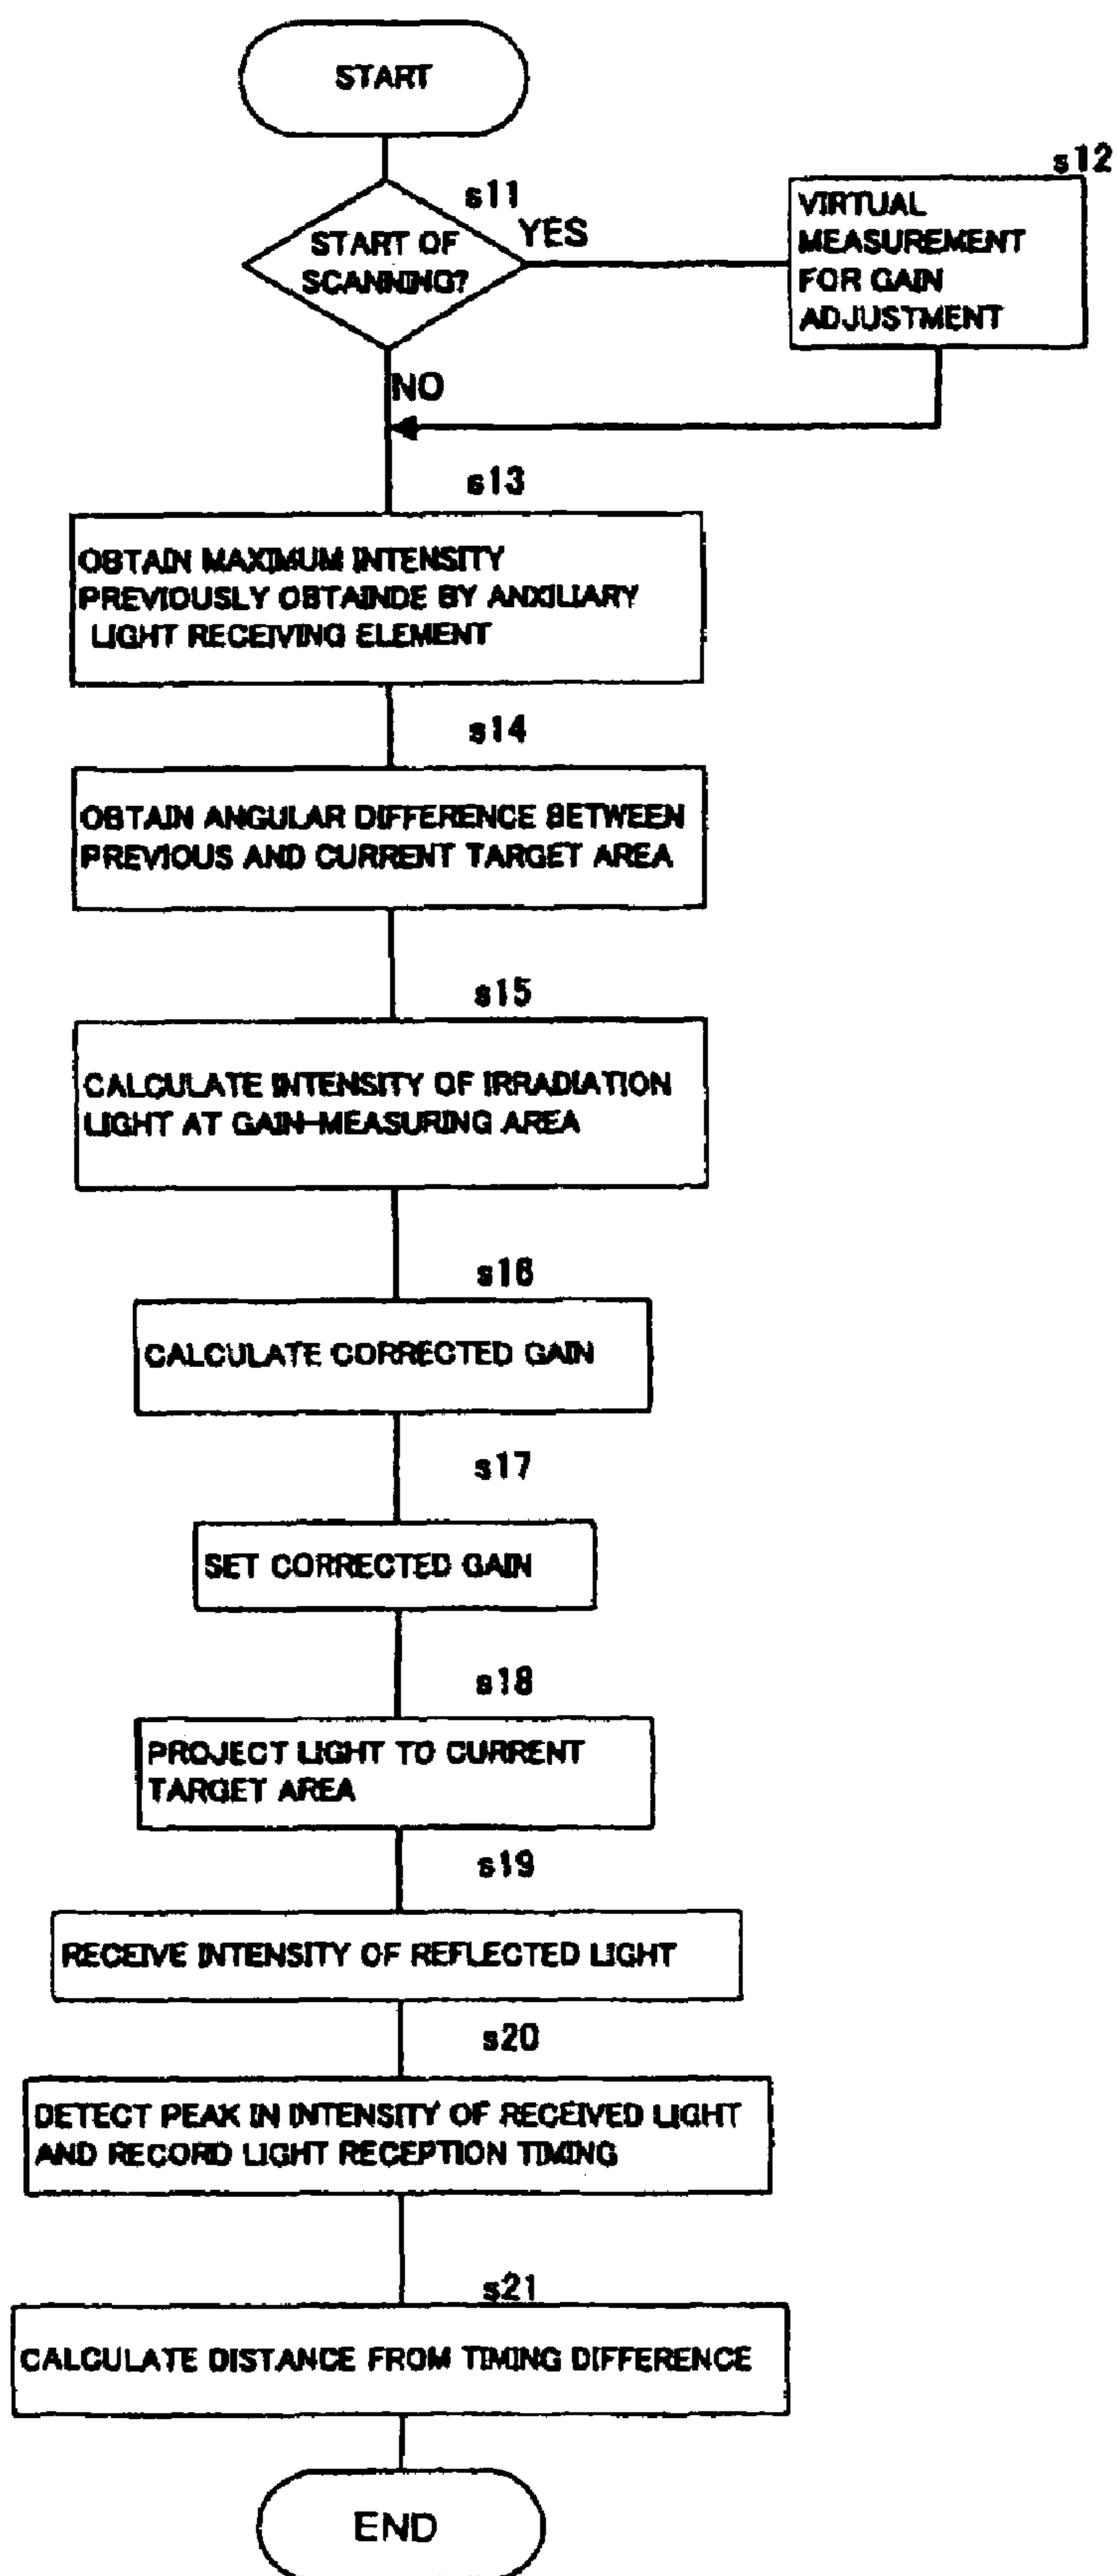 START
s11
START OF
SCANNING?
YES
s12
VIRTUAL
MEASUREMENT
FOR GAIN
ADJUSTMENT
NO
s13
OBTAIN MAXIMUM INTENSITY
PREVIOUSLY OBTAINDE BY ANXILIARY
LIGHT RECEIVING ELEMENT
s14
OBTAIN ANGULAR DIFFERENCE BETWEEN
PREVIOUS AND CURRENT TARGET AREA
s15
CALCULATE INTENSITY OF IRRADIATION
LIGHT AT GAIN-MEASURING AREA
s16
CALCULATE CORRECTED GAIN
s17
SET CORRECTED GAIN
s18
PROJECT LIGHT TO CURRENT
TARGET AREA
s19
RECEIVE INTENSITY OF REFLECTED LIGHT
s20
DETECT PEAK IN INTENSITY OF RECEIVED LIGHT
AND RECORD LIGHT RECEPTION TIMING
s21
CALCULATE DISTANCE FROM TIMING DIFFERENCE
END